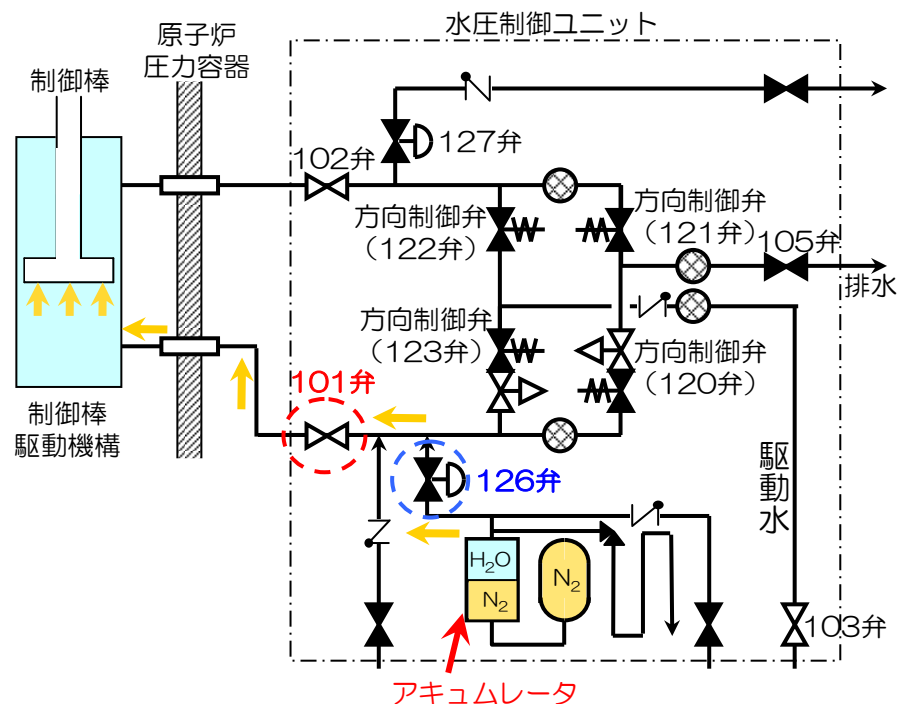 水圧制御ユニット
原子炉
圧力容器
制御棒
127弁
102弁
方向制御弁
(122弁)
方向制御弁
(121弁)
105弁
排水
方向制御弁
(123弁)
方向制御弁
(120弁)
101弁
制御棒
駆動機構
126弁
駆動水
H₂O
N₂
N₂
103弁
アキュムレータ